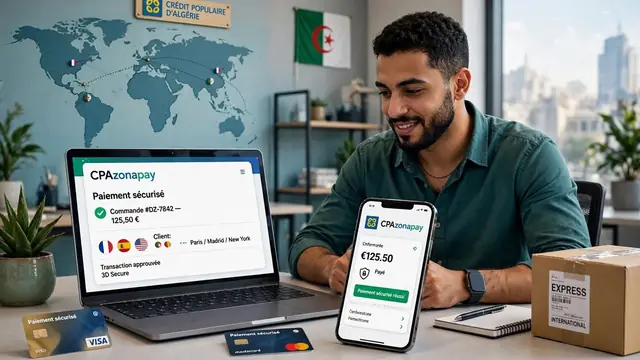 CRÉDIT POPULAIRE
D'ALGÉRIE
CPAzonapay
Paiement sécurisé
Commande #DZ-7842 —
125,50 €
Client:
Paris / Madrid / New York
Transaction approuvée
3D Secure
CPAzonapay
€125.50
Payé
Paiement sécurisé réussi
Paiement sécurisé
VISA
Paiement sécurisé
mastercard
EXPRESS
INTERNATIONAL